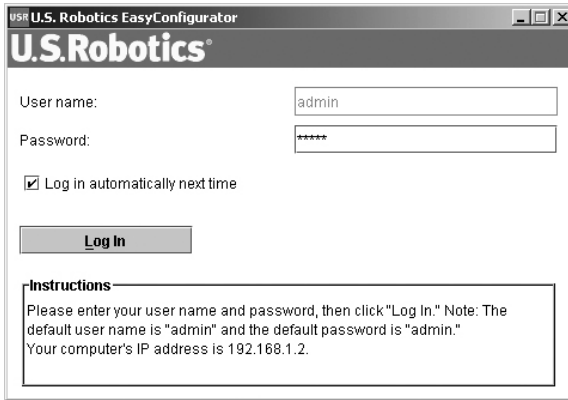 USR U.S. Robotics EasyConfigurator
U.S.Robotics®
User name: admin
Password: *****
Log in automatically next time
Log In
Instructions
Please enter your user name and password, then click "Log In." Note: The
default user name is "admin" and the default password is "admin."
Your computer's IP address is 192.168.1.2.